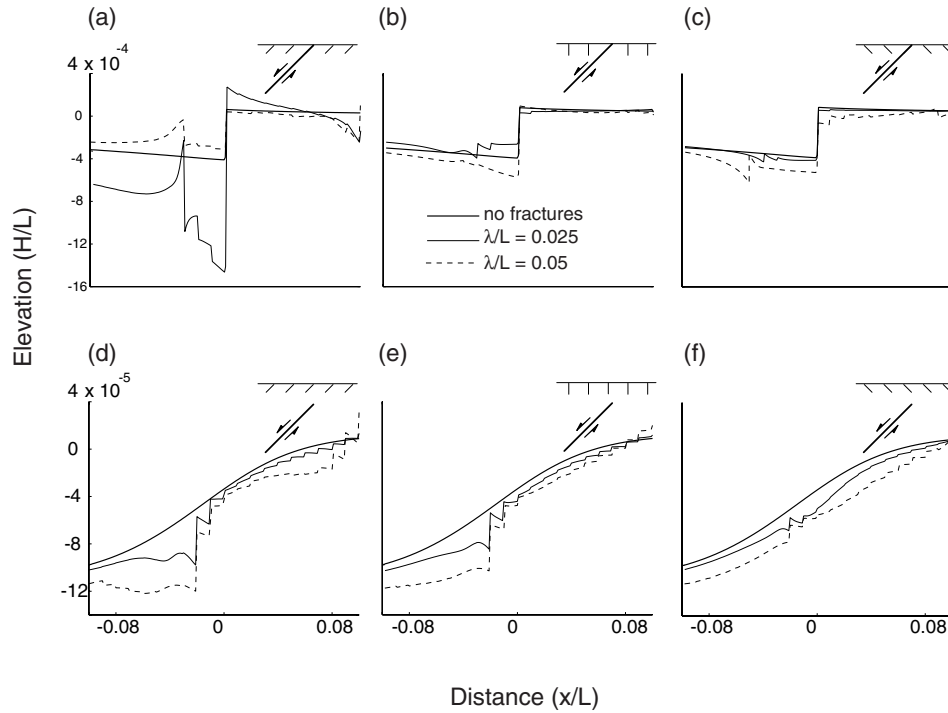 (a)
(b)
(c)
4 x 10 -4
0
-4
-8
-12
-16
no fractures
λ/L = 0.025
λ/L = 0.05
Elevation (H/L)
(d)
(e)
(f)
4 x 10 -5
0
-4
-8
-12
-0.08 0 0.08
-0.08 0 0.08
-0.08 0 0.08
Distance (x/L)